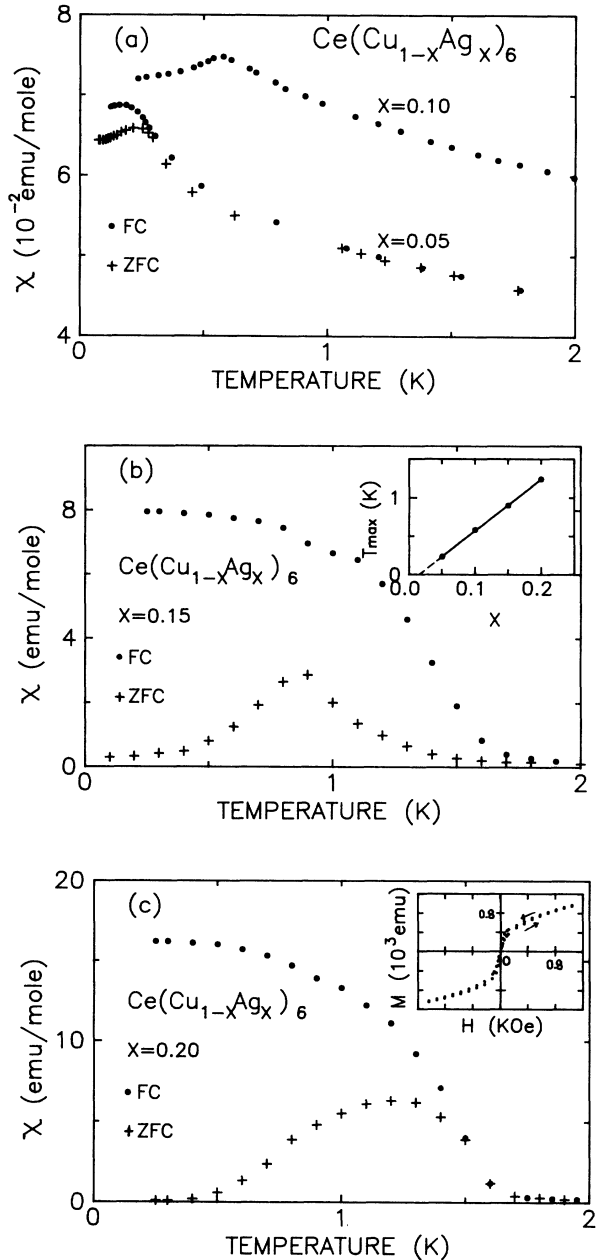 (a)
Ce(Cu1-XAgX)6
X=0.10
X=0.05
• FC
+ ZFC
χ (10-2emu/mole)
8
6
4
0
1
2
TEMPERATURE (K)
(b)
Ce(Cu1-XAgX)6
X=0.15
• FC
+ ZFC
χ (emu/mole)
8
4
0
0
1
2
TEMPERATURE (K)
Tmax (K)
1
0
0.0
0.1
0.2
X
(c)
Ce(Cu1-XAgX)6
X=0.20
• FC
+ ZFC
χ (emu/mole)
20
10
0
0
1
2
TEMPERATURE (K)
M (103emu)
0.8
0
0.8
H (KOe)